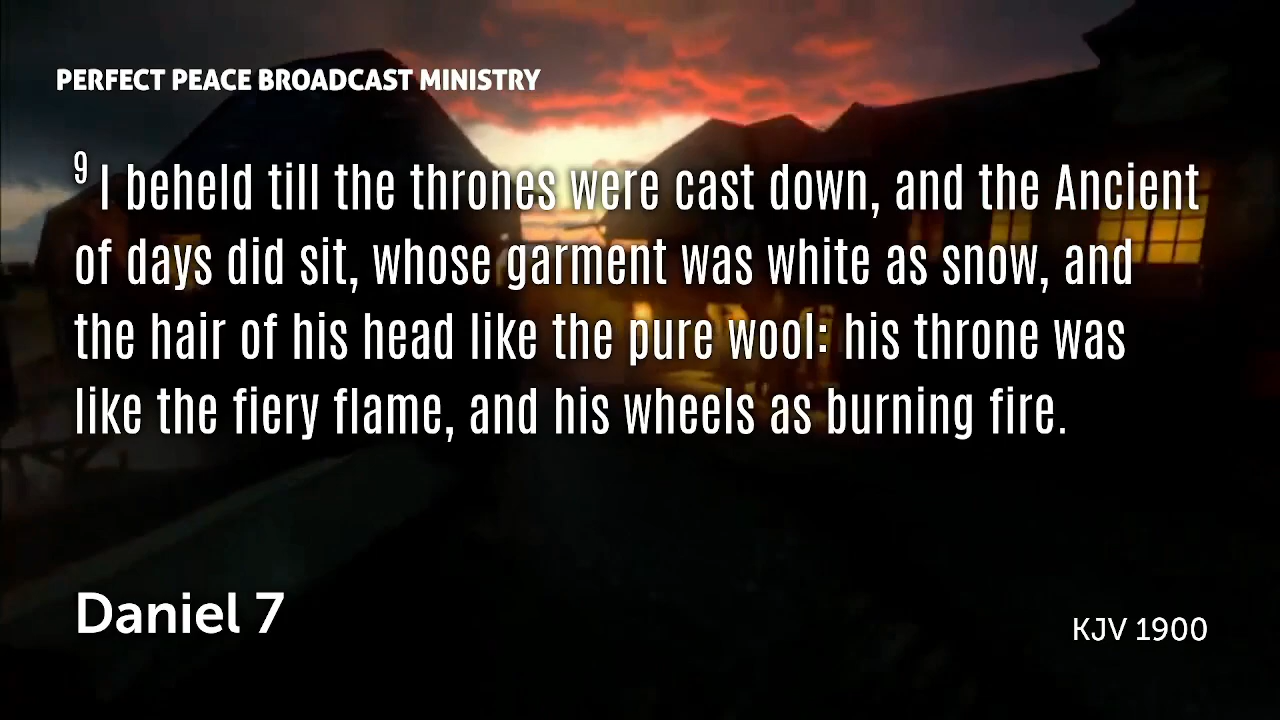 PERFECT PEACE BROADCAST MINISTRY
9 I beheld till the thrones were cast down, and the Ancient
of days did sit, whose garment was white as snow, and
the hair of his head like the pure wool: his throne was
like the fiery flame, and his wheels as burning fire.
Daniel 7
KJV 1900